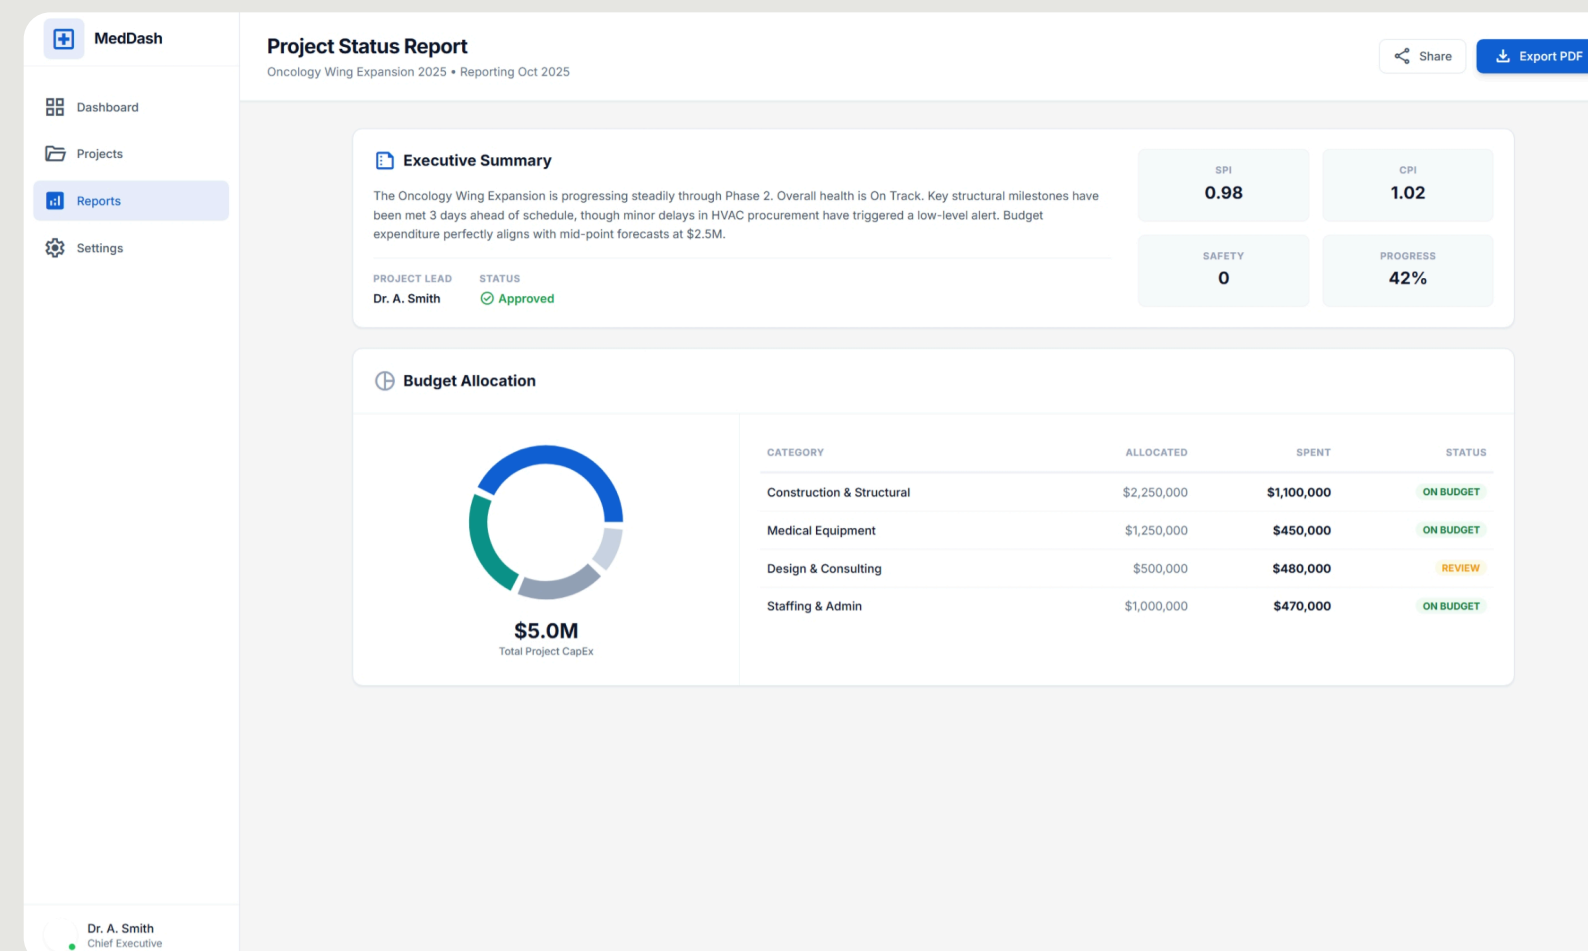 MedDash
Dashboard
Projects
Reports
Settings
Dr. A. Smith
Chief Executive
Project Status Report
Oncology Wing Expansion 2025 • Reporting Oct 2025
Share
Export PDF
Executive Summary
The Oncology Wing Expansion is progressing steadily through Phase 2. Overall health is On Track. Key structural milestones have
been met 3 days ahead of schedule, though minor delays in HVAC procurement have triggered a low-level alert. Budget
expenditure perfectly aligns with mid-point forecasts at $2.5M.
PROJECT LEAD STATUS
Dr. A. Smith Approved
SPI CPI
0.98 1.02
SAFETY PROGRESS
0 42%
Budget Allocation
$5.0M
Total Project CapEx
CATEGORY ALLOCATED SPENT STATUS
Construction & Structural $2,250,000 $1,100,000 ON BUDGET
Medical Equipment $1,250,000 $450,000 ON BUDGET
Design & Consulting $500,000 $480,000 REVIEW
Staffing & Admin $1,000,000 $470,000 ON BUDGET